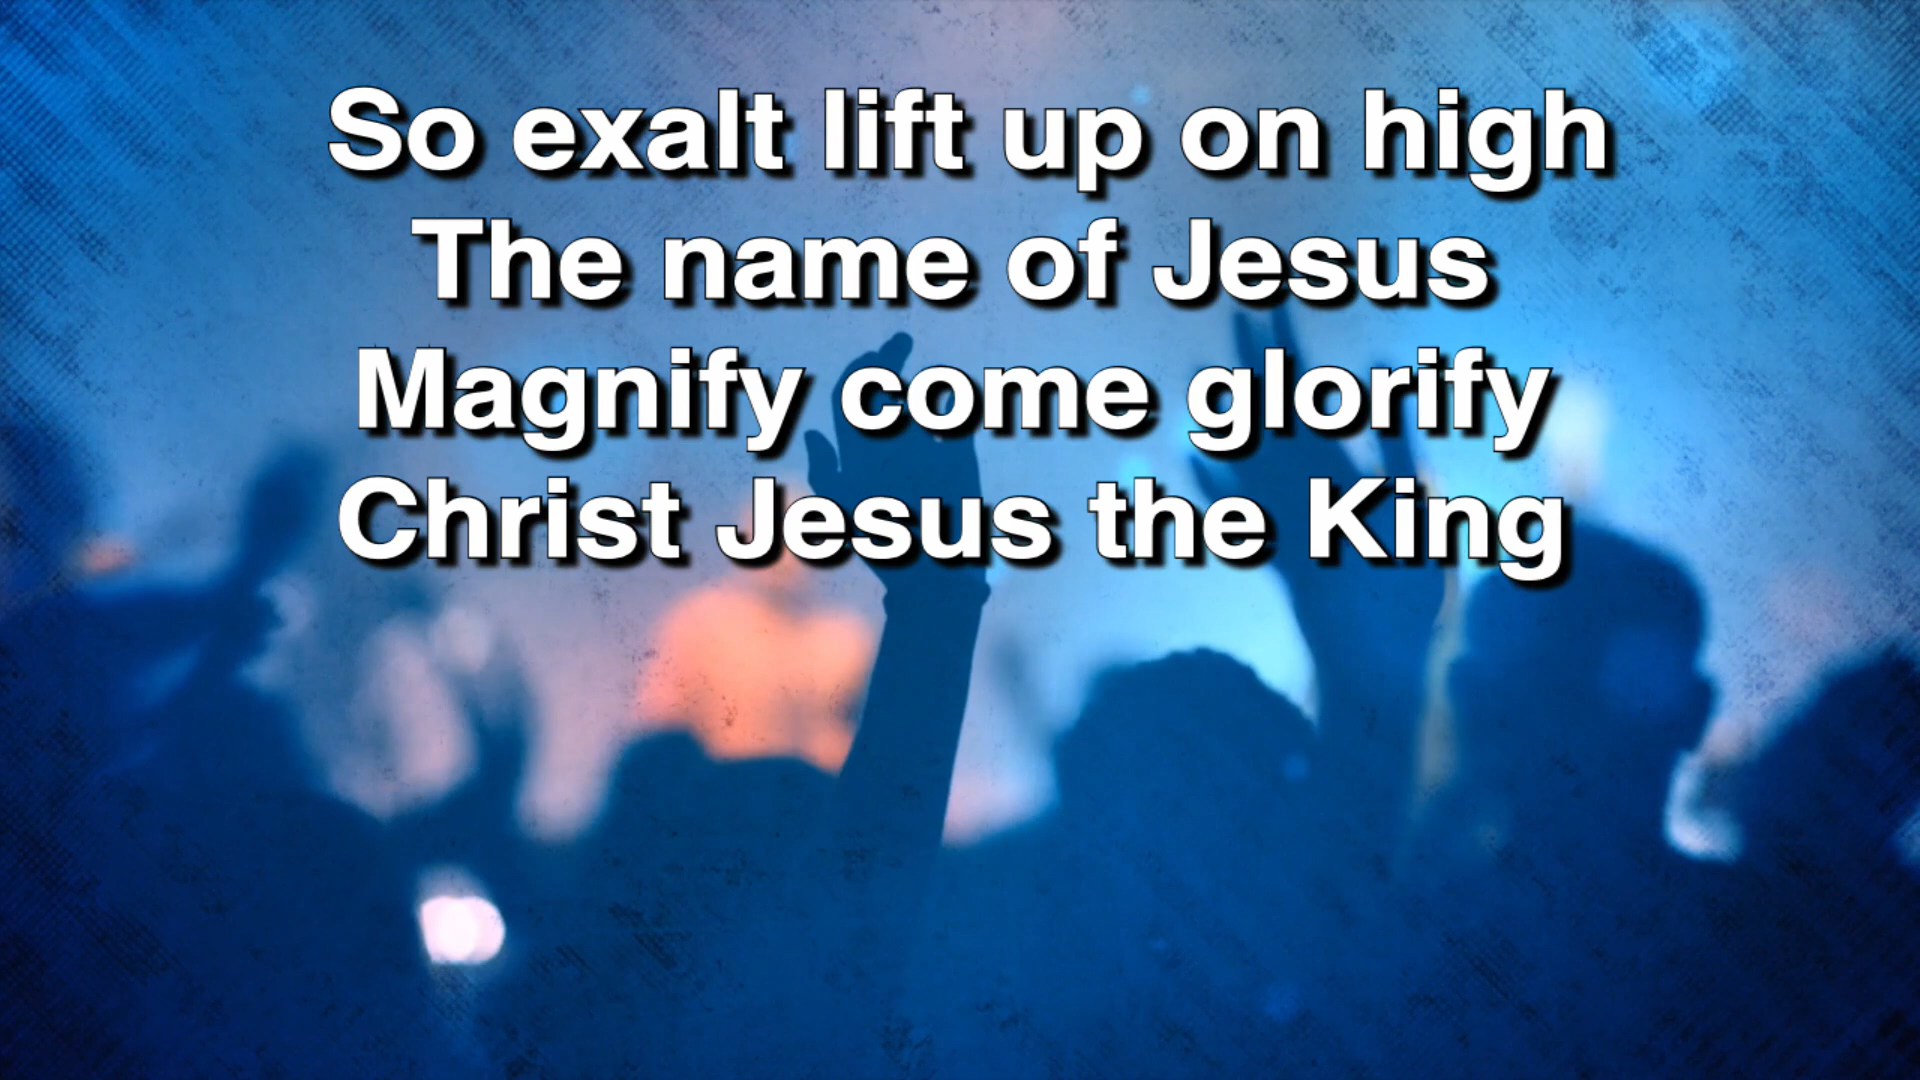 So exalt lift up on high
The name of Jesus
Magnify come glorify
Christ Jesus the King